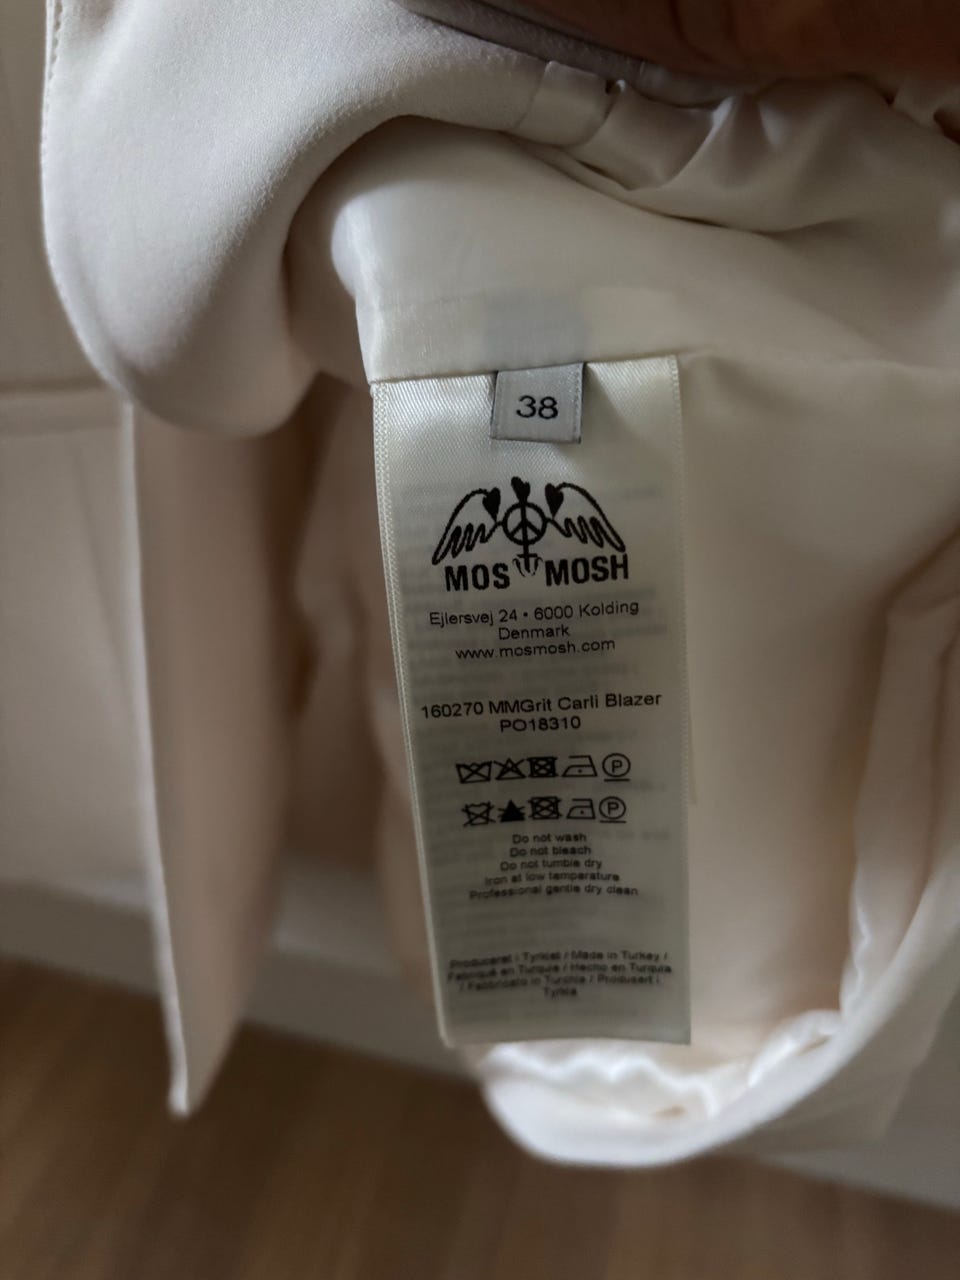 38
MOS MOSH
Ejlersvej 24 • 6000 Kolding
Denmark
www.mosmosh.com
160270 MMGrit Carli Blazer
PO18310
P
P
Do not wash
Do not bleach
Do not tumble dry
Iron at low temperature
Professional gentle dry clean
Produceret i Tyrkiet / Made in Turkey /
Fabriqué en Turquie / Hecho en Turquia
/ Fabbricato in Turchia / Produsert i
Tyrkia